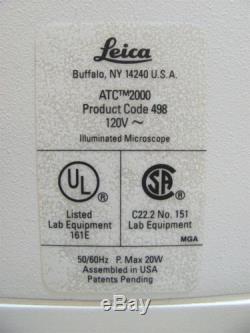 Leica
Buffalo, NY 14240 U.S.A.
ATC™2000
Product Code 498
120V ~
Illuminated Microscope
UL
®
Listed
Lab Equipment
161E
SA
®
C22.2 No. 151
Lab Equipment
MGA
50/60Hz P. Max 20W
Assembled in USA
Patents Pending